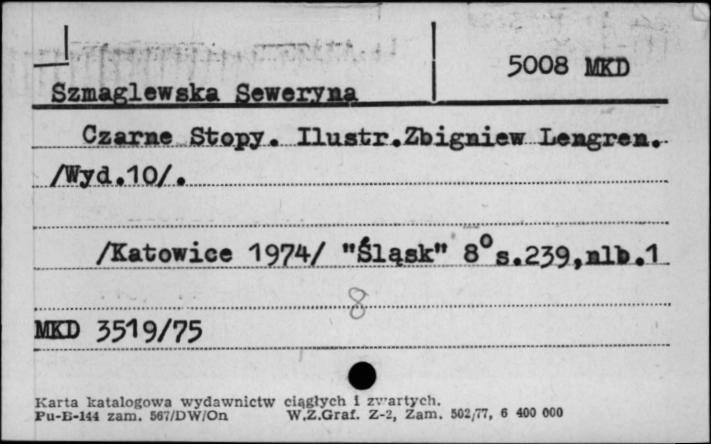 5008 MKD
Szmaglewska Seweryna
Czarne Stopy. Ilustr.Zbigniew Lengren.
/Wyd.10/.
/Katowice 1974/ "Śląsk" 8° s.239,nlb.1
8
MKD 3519/75
Karta katalogowa wydawnictw ciągłych i zwartych.
Pu-B-144 zam. 567/DW/On W.Z.Graf. Z-2, Zam. 502/77, 6 400 000